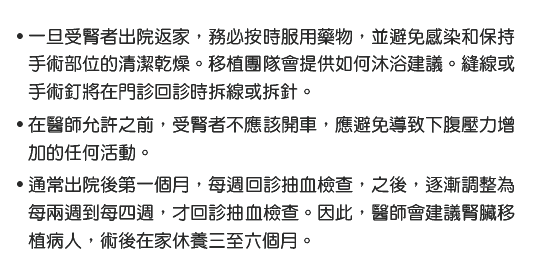 • 一旦受腎者出院返家，務必按時服用藥物，並避免感染和保持
手術部位的清潔乾燥。移植團隊會提供如何沐浴建議。縫線或
手術釘將在門診回診時拆線或拆針。
• 在醫師允許之前，受腎者不應該開車，應避免導致下腹壓力增
加的任何活動。
• 通常出院後第一個月，每週回診抽血檢查，之後，逐漸調整為
每兩週到每四週，才回診抽血檢查。因此，醫師會建議腎臟移
植病人，術後在家休養三至六個月。